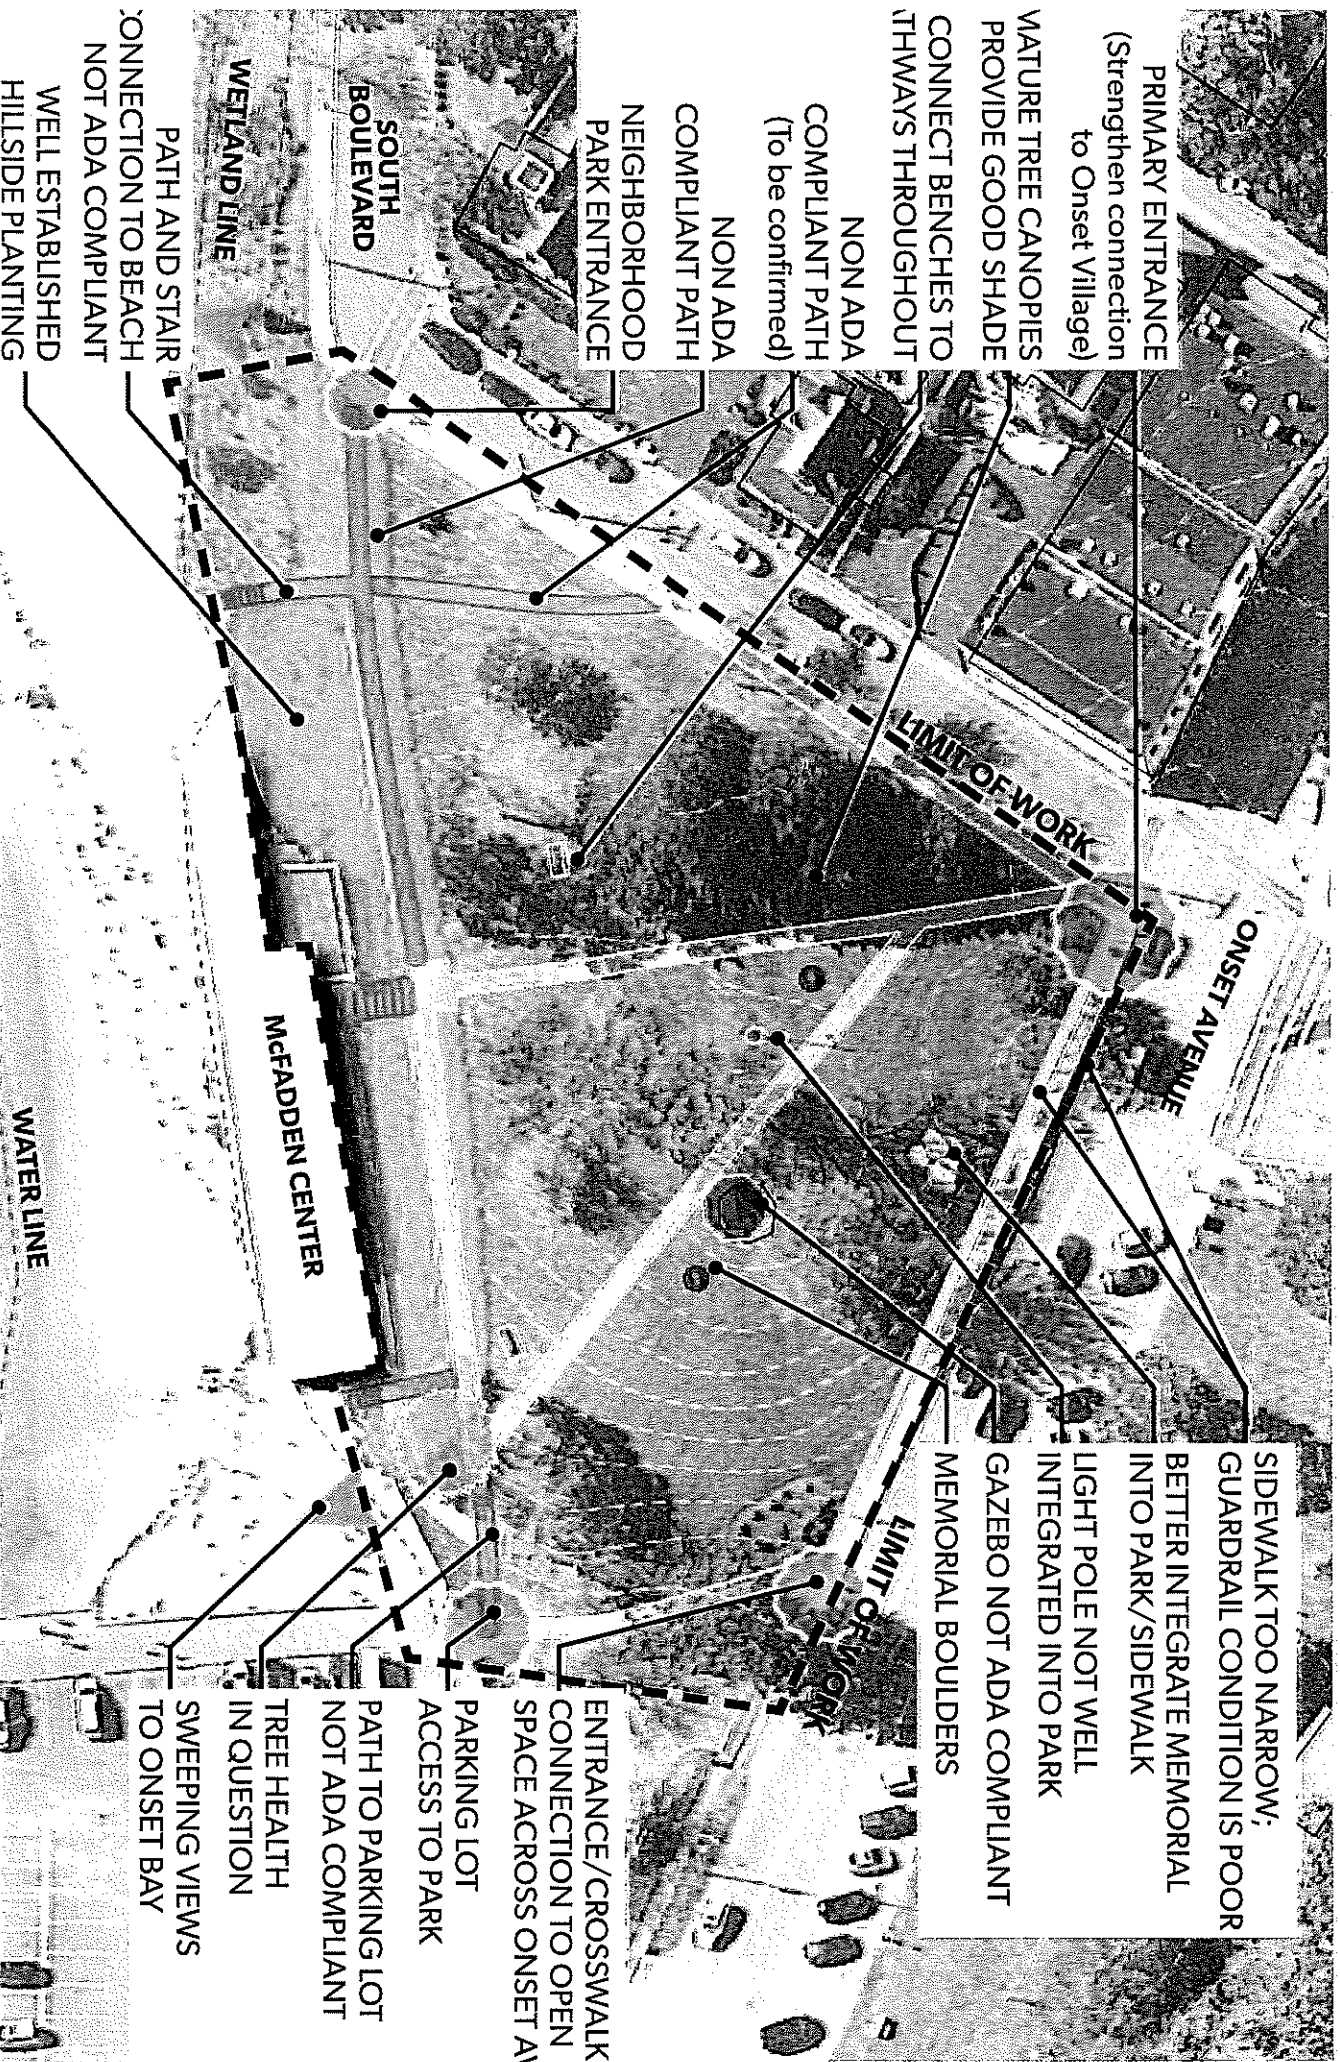 PRIMARY ENTRANCE
(Strengthen connection
to Onset Village)
MATURE TREE CANOPIES
PROVIDE GOOD SHADE
CONNECT BENCHES TO
THWAYS THROUGHOUT
NON ADA
COMPLIANT PATH
(To be confirmed)
NON ADA
COMPLIANT PATH
NEIGHBORHOOD
PARK ENTRANCE
SOUTH
BOULEVARD
WETLAND LINE
PATH AND STAIR
CONNECTION TO BEACH
NOT ADA COMPLIANT
WELL ESTABLISHED
HILLSIDE PLANTING
LIMIT OF WORK
ONSET AVENUE
McFADDEN CENTER
WATER LINE
SIDEWALK TOO NARROW;
GUARDRAIL CONDITION IS POOR
BETTER INTEGRATE MEMORIAL
INTO PARK/SIDEWALK
LIGHT POLE NOT WELL
INTEGRATED INTO PARK
GAZEBO NOT ADA COMPLIANT
MEMORIAL BOULDERS
LIMIT OF WORK
ENTRANCE/CROSSWALK
CONNECTION TO OPEN
SPACE ACROSS ONSET AV
PARKING LOT
ACCESS TO PARK
PATH TO PARKING LOT
NOT ADA COMPLIANT
TREE HEALTH
IN QUESTION
SWEEPING VIEWS
TO ONSET BAY